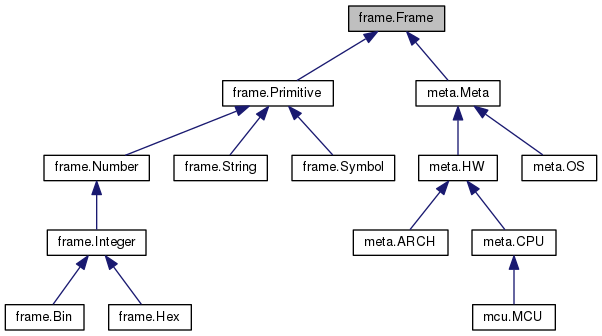 frame.Frame
frame.Primitive
meta.Meta
frame.Number
frame.String
frame.Symbol
meta.HW
meta.OS
frame.Integer
meta.ARCH
meta.CPU
frame.Bin
frame.Hex
mcu.MCU